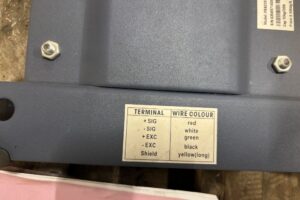 TERMINAL WIRE COLOUR
+ SIG red
- SIG white
+ EXC green
- EXC black
Shield yellow(long)